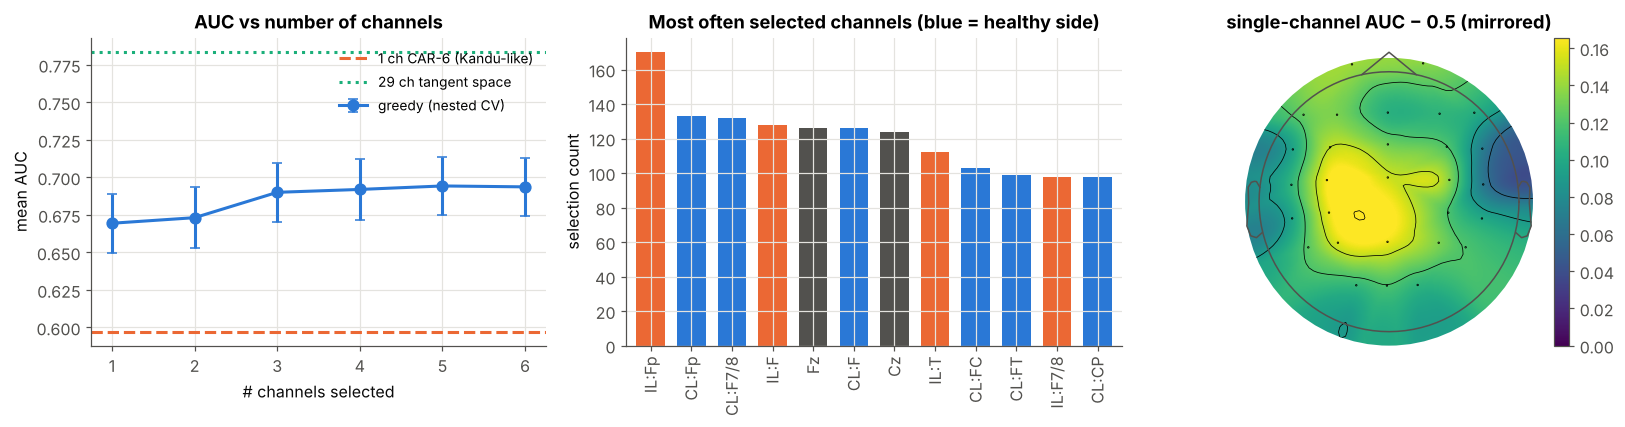 AUC vs number of channels
mean AUC
0.775
0.750
0.725
0.700
0.675
0.650
0.625
0.600
1 ch CAR-6 (Kandu-like)
29 ch tangent space
greedy (nested CV)
1 2 3 4 5 6
# channels selected
Most often selected channels (blue = healthy side)
selection count
160
140
120
100
80
60
40
20
0
IL:Fp
CL:Fp
CL:F7/8
IL:F
Fz
CL:F
Cz
IL:T
CL:FC
CL:FT
IL:F7/8
CL:CP
single-channel AUC − 0.5 (mirrored)
0.16
0.14
0.12
0.10
0.08
0.06
0.04
0.02
0.00